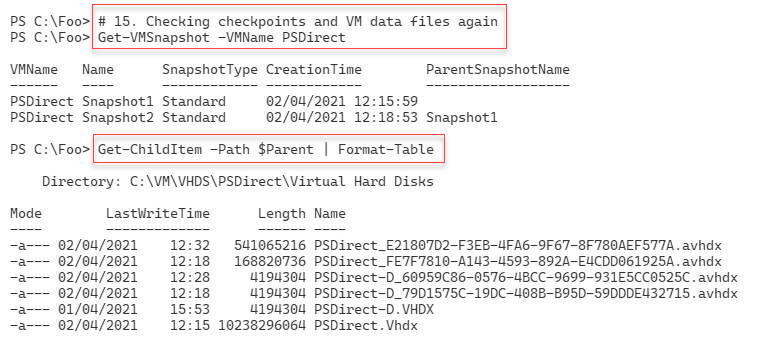 PS C:\Foo> # 15. Checking checkpoints and VM data files again
PS C:\Foo> Get-VMSnapshot -VMName PSDirect
VMName   Name      SnapshotType CreationTime        ParentSnapshotName
------   ----      ------------ ------------        ------------------
PSDirect Snapshot1 Standard     02/04/2021 12:15:59
PSDirect Snapshot2 Standard     02/04/2021 12:18:53 Snapshot1
PS C:\Foo> Get-ChildItem -Path $Parent | Format-Table
    Directory: C:\VM\VHDS\PSDirect\Virtual Hard Disks
Mode        LastWriteTime      Length Name
----        -------------      ------ ----
-a--- 02/04/2021    12:32   541065216 PSDirect_E21807D2-F3EB-4FA6-9F67-8F780AEF577A.avhdx
-a--- 02/04/2021    12:18   168820736 PSDirect_FE7F7810-A143-4593-892A-E4CDD061925A.avhdx
-a--- 02/04/2021    12:28     4194304 PSDirect-D_60959C86-0576-4BCC-9699-931E5CC0525C.avhdx
-a--- 02/04/2021    12:18     4194304 PSDirect-D_79D1575C-19DC-408B-B95D-59DDDE432715.avhdx
-a--- 01/04/2021    15:53     4194304 PSDirect-D.VHDX
-a--- 02/04/2021    12:15 10238296064 PSDirect.Vhdx